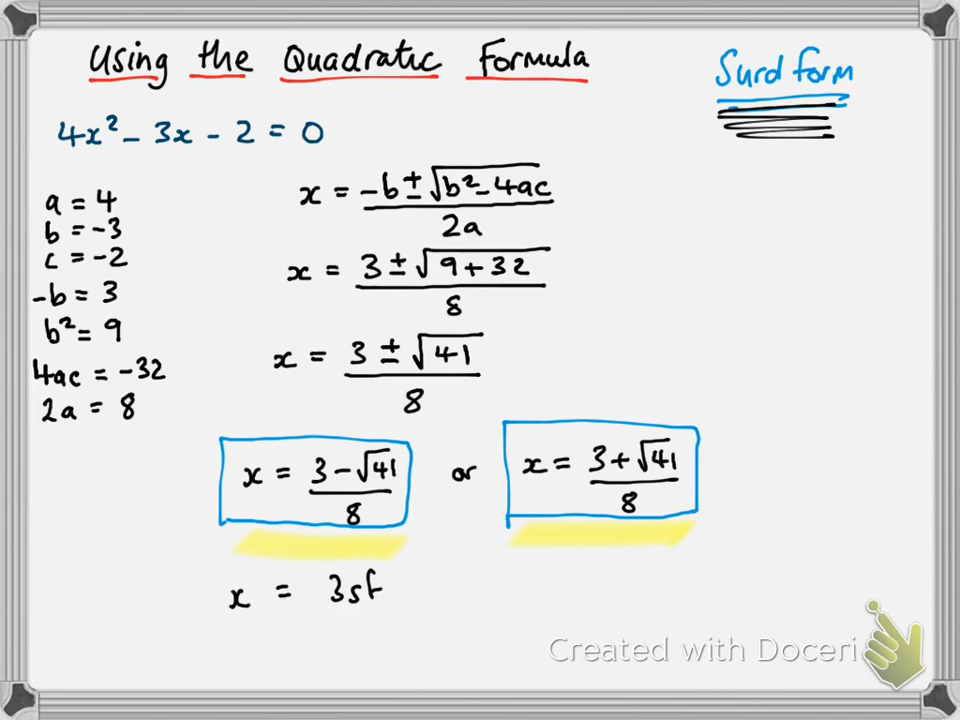 Using the Quadratic Formula
Surd form
4x² - 3x - 2 = 0
a = 4
b = -3
c = -2
-b = 3
b² = 9
4ac = -32
2a = 8
x = -b ± √b² - 4ac
2a
x = 3 ± √9 + 32
8
x = 3 ± √41
8
x = 3 - √41
8
or
x = 3 + √41
8
x = 3sf
Created with Doceri